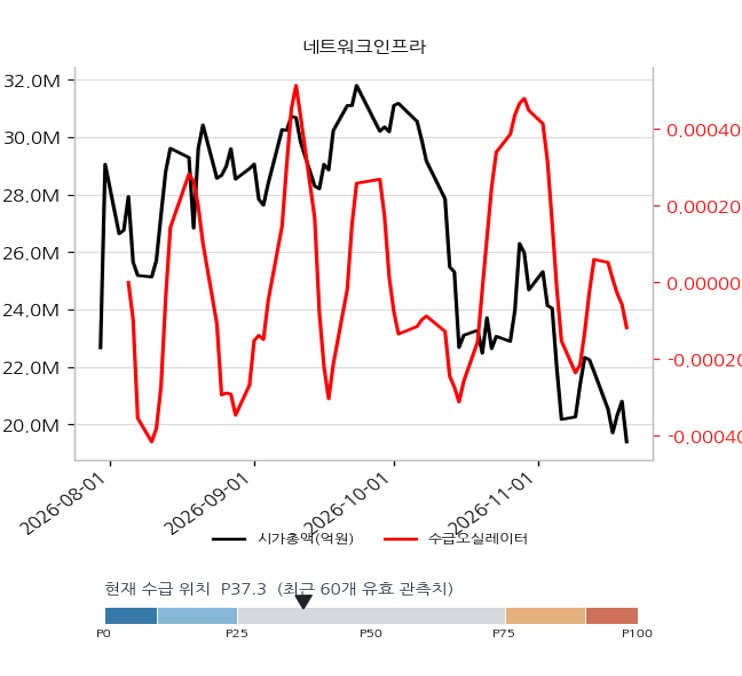 네트워크인프라
32.0M
30.0M
28.0M
26.0M
24.0M
22.0M
20.0M
0.00040
0.00020
0.00000
-0.00020
-0.00040
2026-08-01
2026-09-01
2026-10-01
2026-11-01
시가총액(억원) 수급오실레이터
현재 수급 위치 P37.3 (최근 60개 유효 관측치)
P0 P25 P50 P75 P100